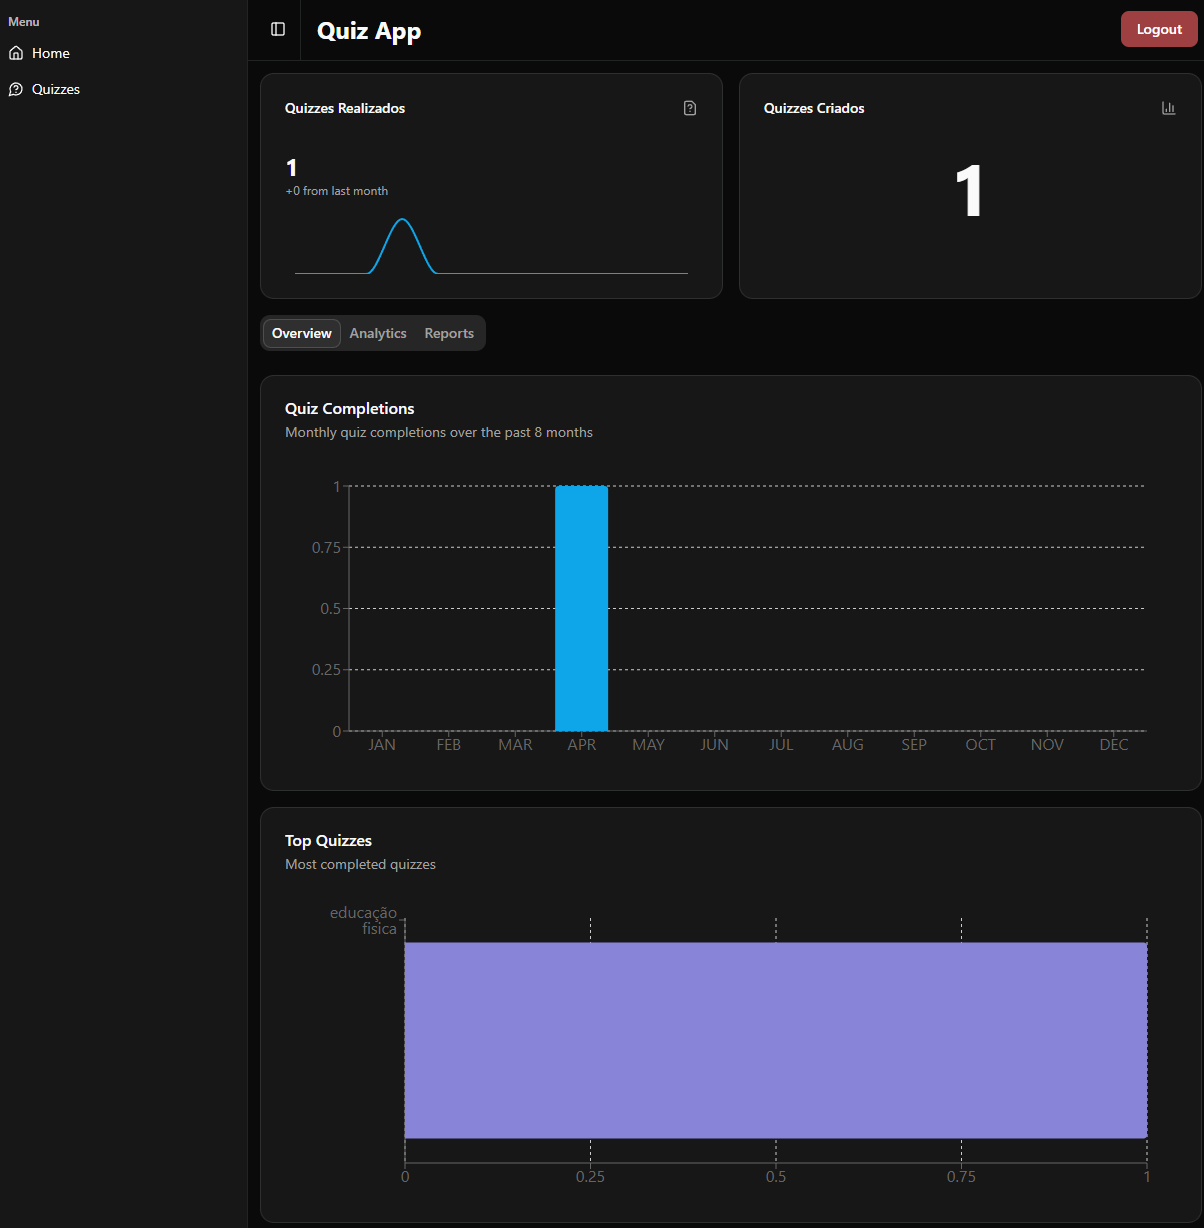 Menu
Home
Quizzes
Quiz App
Logout
Quizzes Realizados
1
+0 from last month
Quizzes Criados
1
Overview Analytics Reports
Quiz Completions
Monthly quiz completions over the past 8 months
1
0.75
0.5
0.25
0
JAN FEB MAR APR MAY JUN JUL AUG SEP OCT NOV DEC
Top Quizzes
Most completed quizzes
educação
fisica
0 0.25 0.5 0.75 1